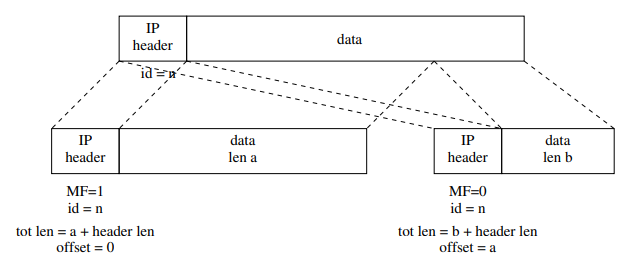 IP
header
data
id = n
IP
header
data
len a
IP
header
data
len b
MF=1
id = n
tot len = a + header len
offset = 0
MF=0
id = n
tot len = b + header len
offset = a